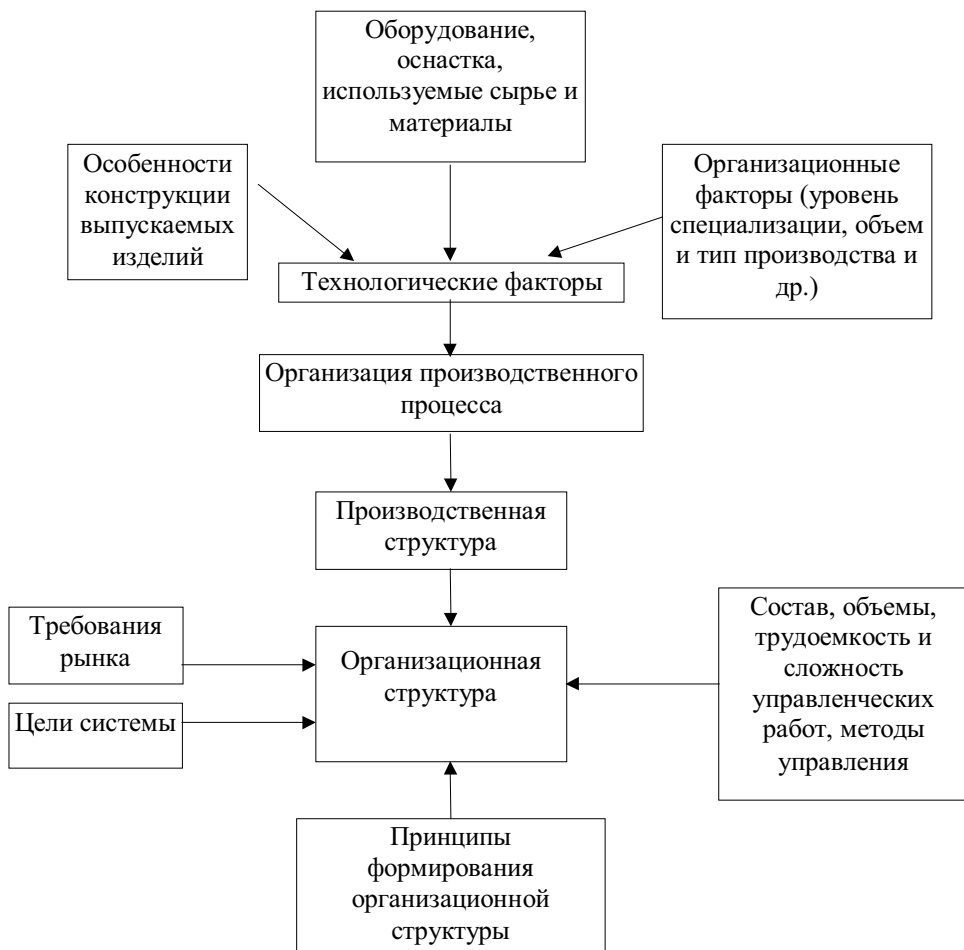 Оборудование,
оснастка,
используемые сырье и
материалы
Особенности
конструкции
выпускаемых
изделий
Организационные
факторы (уровень
специализации, объем
и тип производства и
др.)
Технологические факторы
Организация производственного
процесса
Производственная
структура
Требования
рынка
Цели системы
Организационная
структура
Состав, объемы,
трудоемкость и
сложность
управленческих
работ, методы
управления
Принципы
формирования
организационной
структуры